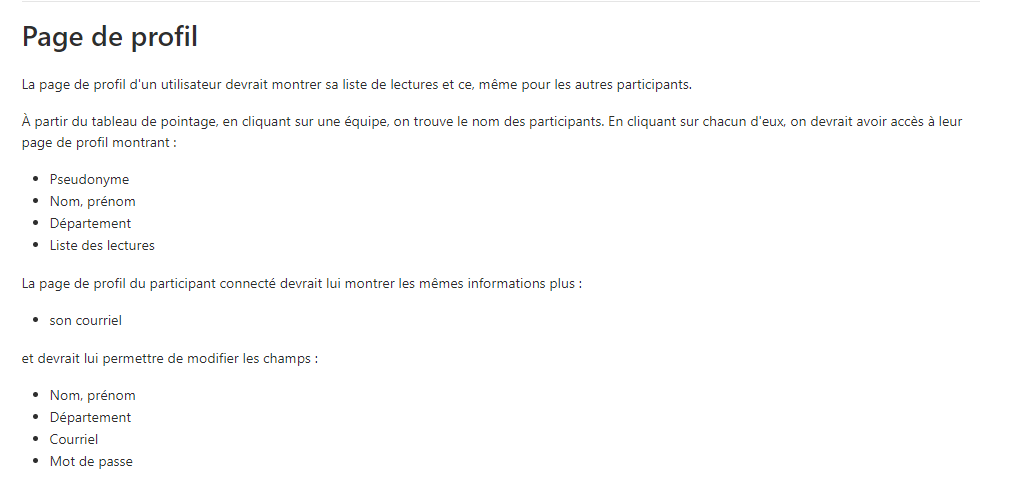 Page de profil
La page de profil d'un utilisateur devrait montrer sa liste de lectures et ce, même pour les autres participants.
À partir du tableau de pointage, en cliquant sur une équipe, on trouve le nom des participants. En cliquant sur chacun d'eux, on devrait avoir accès à leur
page de profil montrant :
• Pseudonyme
• Nom, prénom
• Département
• Liste des lectures
La page de profil du participant connecté devrait lui montrer les mêmes informations plus :
• son courriel
et devrait lui permettre de modifier les champs :
• Nom, prénom
• Département
• Courriel
• Mot de passe